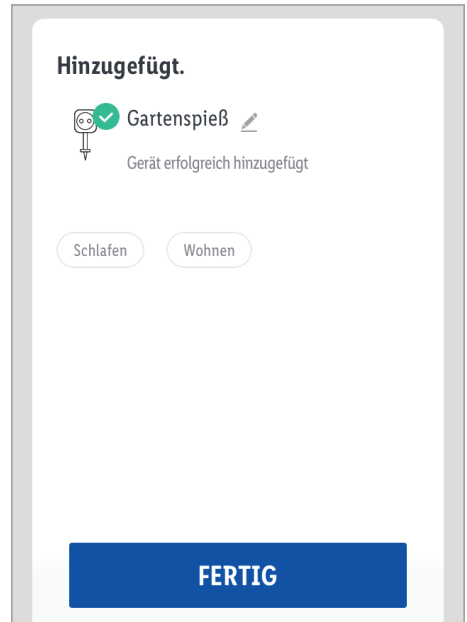 Hinzugefügt.
Gartenspieß
Gerät erfolgreich hinzugefügt
Schlafen Wohnen
FERTIG